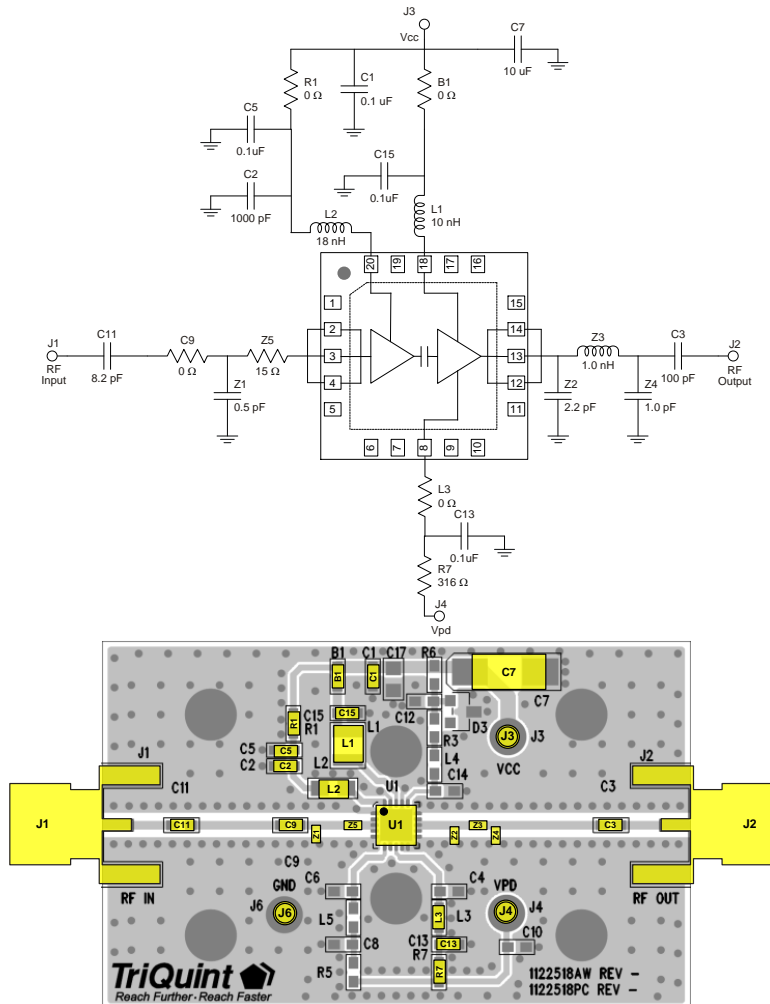 J3
Vcc
C7
10 uF
R1
0 Ω
C1
0.1 uF
B1
0 Ω
C5
0.1uF
C15
0.1uF
C2
1000 pF
L2
18 nH
L1
10 nH
20
19
18
17
16
1
2
3
4
5
15
14
13
12
11
6
7
8
9
10
J1
RF
Input
C11
8.2 pF
C9
0 Ω
Z5
15 Ω
Z1
0.5 pF
Z3
1.0 nH
C3
100 pF
J2
RF
Output
Z2
2.2 pF
Z4
1.0 pF
L3
0 Ω
C13
0.1uF
R7
316 Ω
J4
Vpd
B1
C1
C17
R6
B1
C1
C7
C7
C15
R1
R1
C15
L1
L1
C12
D3
R3
J3
J3
VCC
C5
C5
C2
C2
L2
L2
L4
C14
U1
U1
J1
J1
C11
C11
C9
C9
Z1
Z5
Z2
Z3
Z4
C3
C3
J2
J2
RF IN
RF OUT
GND
J6
J6
C6
L5
C8
R5
C4
L3
L3
C13
C13
R7
R7
VPD
J4
J4
C10
TriQuint
Reach Further-Reach Faster
1122518AW REV -
1122518PC REV -